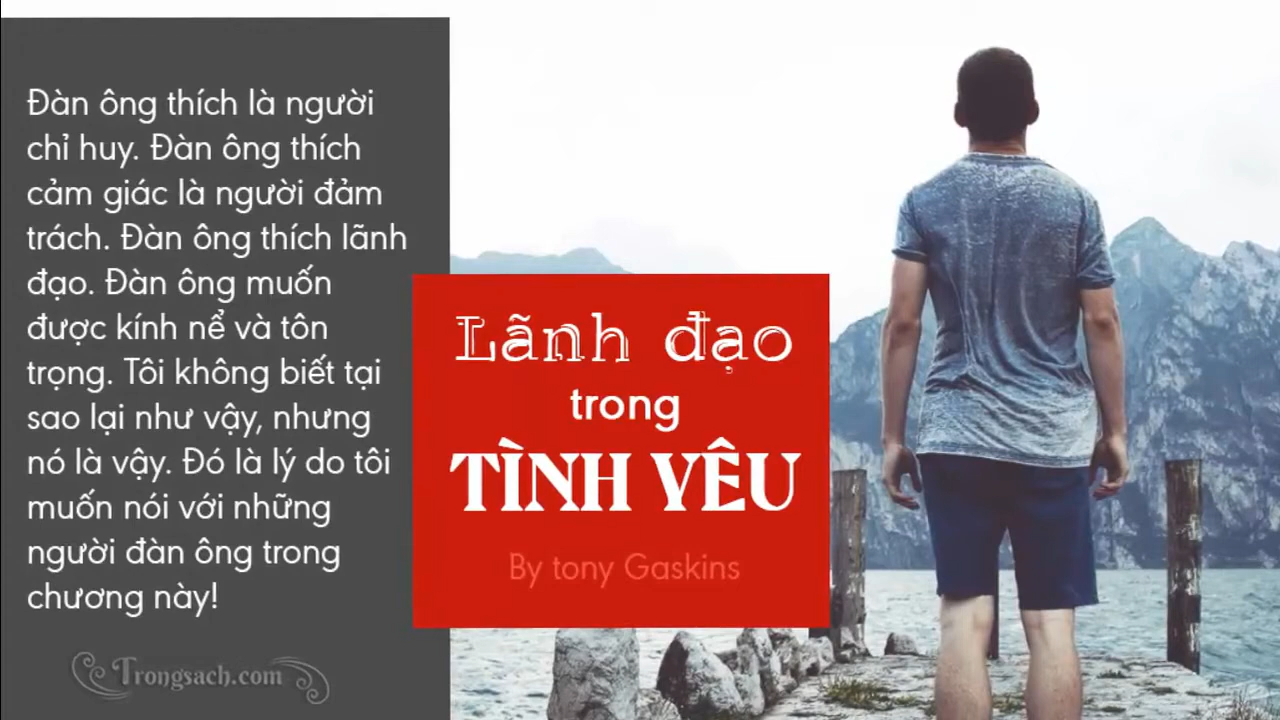 Đàn ông thích là người
chỉ huy. Đàn ông thích
cảm giác là người đảm
trách. Đàn ông thích lãnh
đạo. Đàn ông muốn
được kính nể và tôn
trọng. Tôi không biết tại
sao lại như vậy, nhưng
nó là vậy. Đó là lý do tôi
muốn nói với những
người đàn ông trong
chương này!
Trongsach.com
Lãnh đạo
trong
TÌNH YÊU
By tony Gaskins